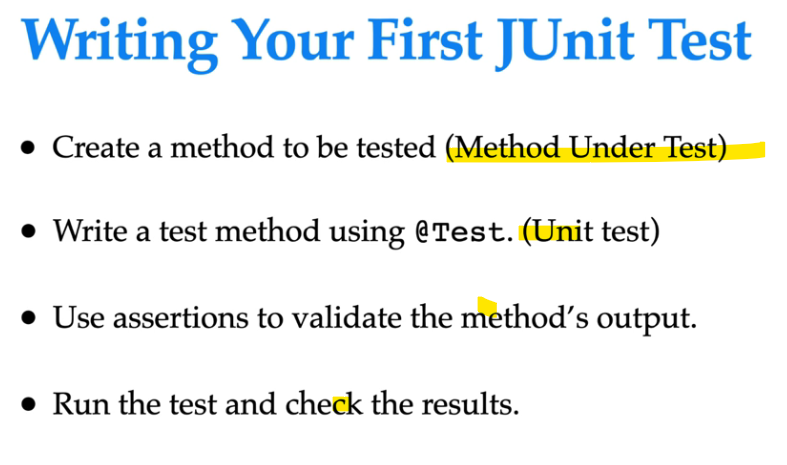 Writing Your First JUnit Test
• Create a method to be tested (Method Under Test)
• Write a test method using @Test. (Unit test)
• Use assertions to validate the method’s output.
• Run the test and check the results.